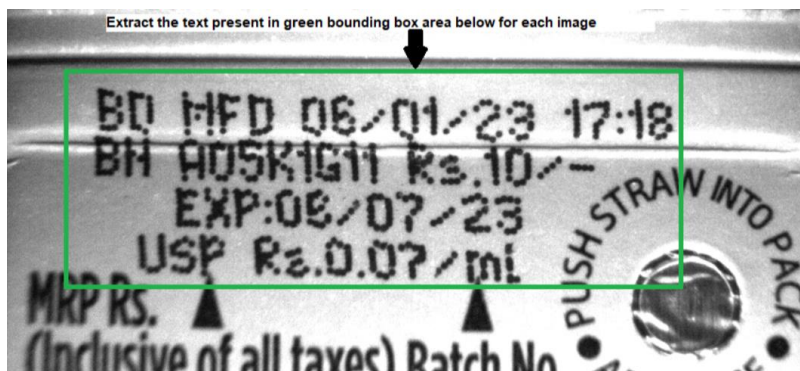 Extract the text present in green bounding box area below for each image
BD MFD 06/01/23 17:18
BN A05K1G11 Rs.10/-
EXP:05/07/23
USP Rs.0.07/ml
PUSH STRAW INTO PACK
MRP Rs.
(Inclusive of all taxes) Batch No